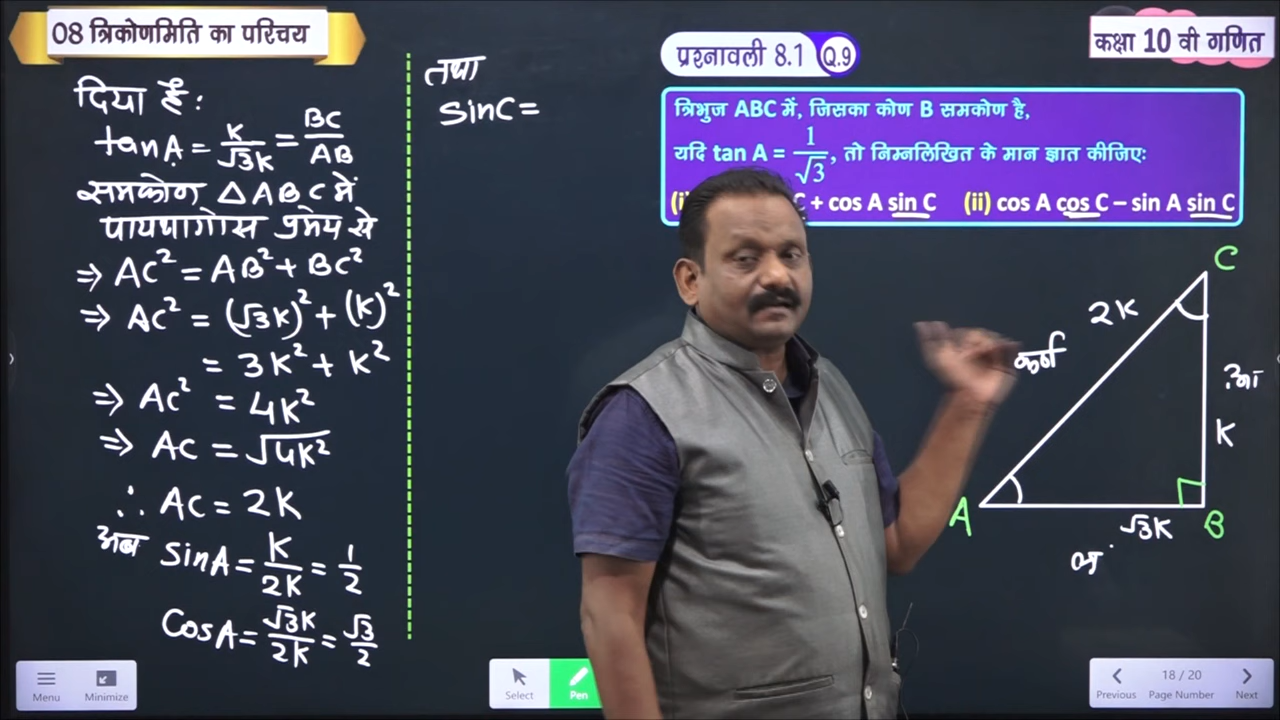 08 त्रिकोणमिति का परिचय
कक्षा 10 वी गणित
प्रश्नावली 8.1 Q.9
त्रिभुज ABC में, जिसका कोण B समकोण है,
यदि tan A = 1/√3, तो निम्नलिखित के मान ज्ञात कीजिएः
(i) C + cos A sin C (ii) cos A cos C – sin A sin C
दिया है:
tanA = K/√3K = BC/AB
समकोण △ABC में
पायथागोरस प्रमेय से
⇒ AC² = AB² + BC²
⇒ AC² = (√3K)² + (K)²
= 3K² + K²
⇒ AC² = 4K²
⇒ AC = √4K²
∴ AC = 2K
अब sinA = K/2K = 1/2
CosA = √3K/2K = √3/2
तथा
sinC =
C
2K
कर्ण
K
A
√3K
B
Menu
Minimize
Select
Pen
Previous
18 / 20
Page Number
Next